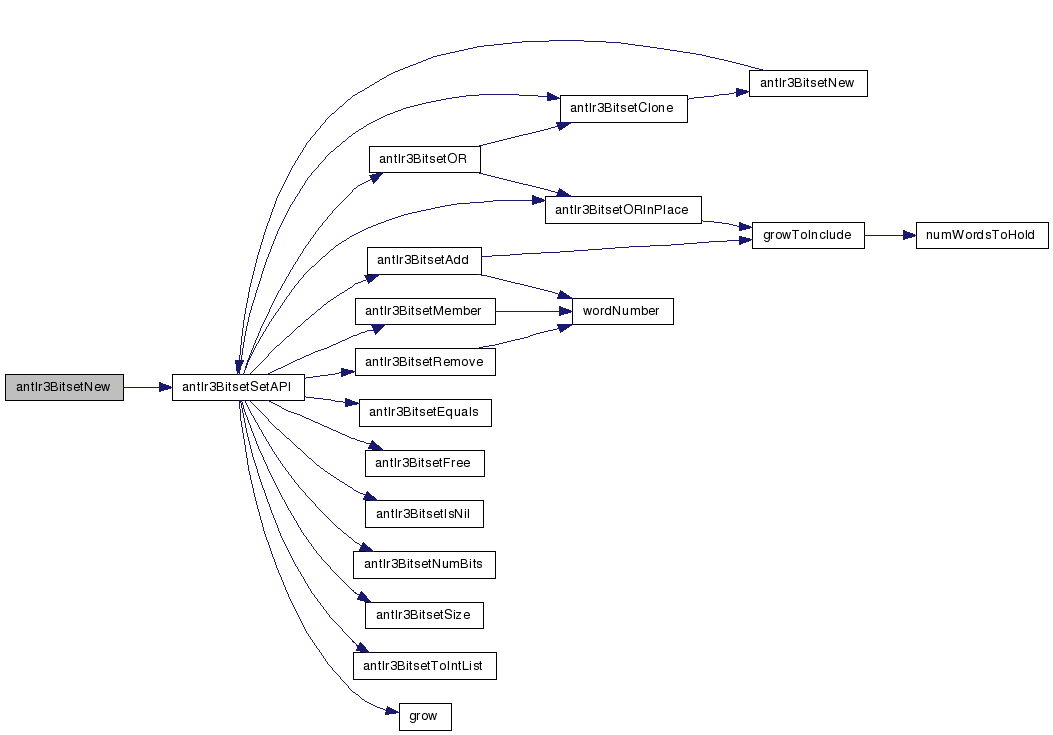 antlr3BitsetNew
antlr3BitsetClone
antlr3BitsetOR
antlr3BitsetORInPlace
growToInclude
numWordsToHold
antlr3BitsetAdd
antlr3BitsetMember
wordNumber
antlr3BitsetRemove
antlr3BitsetNew
antlr3BitsetSetAPI
antlr3BitsetEquals
antlr3BitsetFree
antlr3BitsetIsNil
antlr3BitsetNumBits
antlr3BitsetSize
antlr3BitsetToIntList
grow